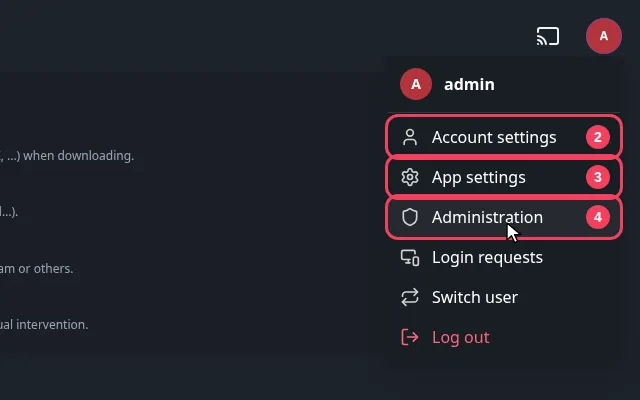 A
A admin
Account settings 2
, ...) when downloading.
App settings 3
...).
Administration 4
Login requests
am or others.
Switch user
ual intervention.
Log out